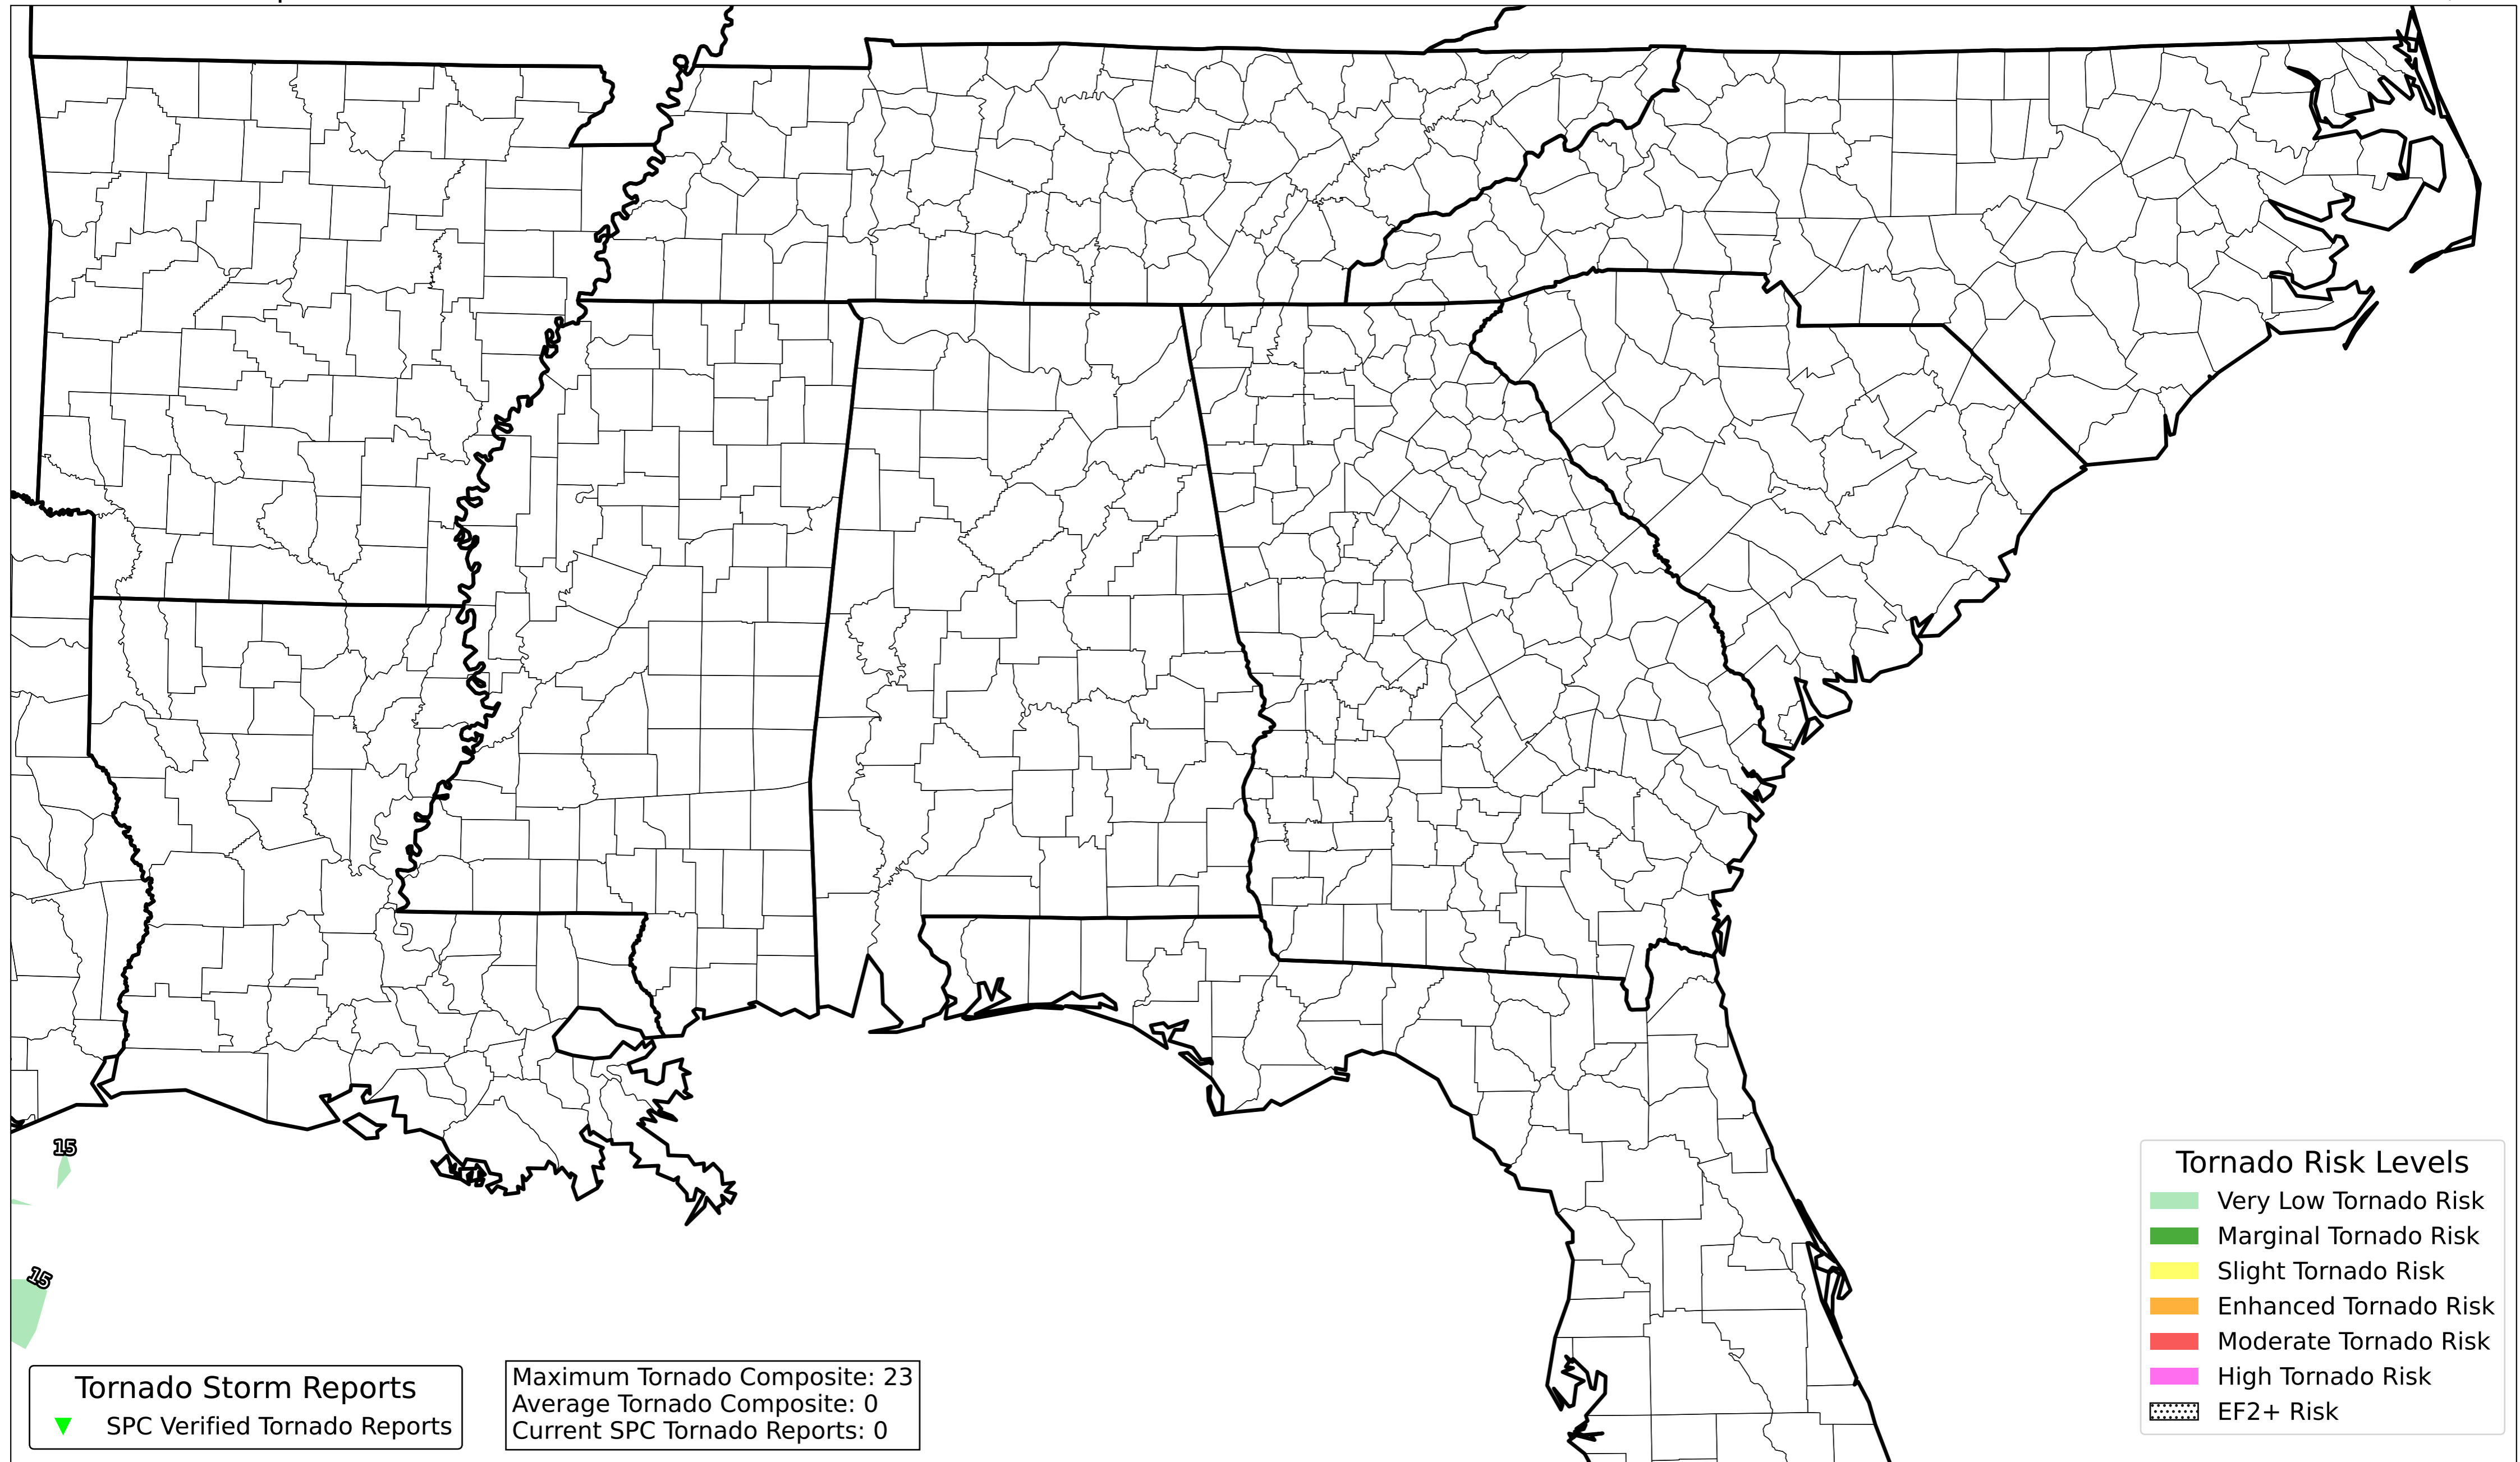 15
15
Tornado Storm Reports
SPC Verified Tornado Reports
Maximum Tornado Composite: 23
Average Tornado Composite: 0
Current SPC Tornado Reports: 0
Tornado Risk Levels
Very Low Tornado Risk
Marginal Tornado Risk
Slight Tornado Risk
Enhanced Tornado Risk
Moderate Tornado Risk
High Tornado Risk
EF2+ Risk